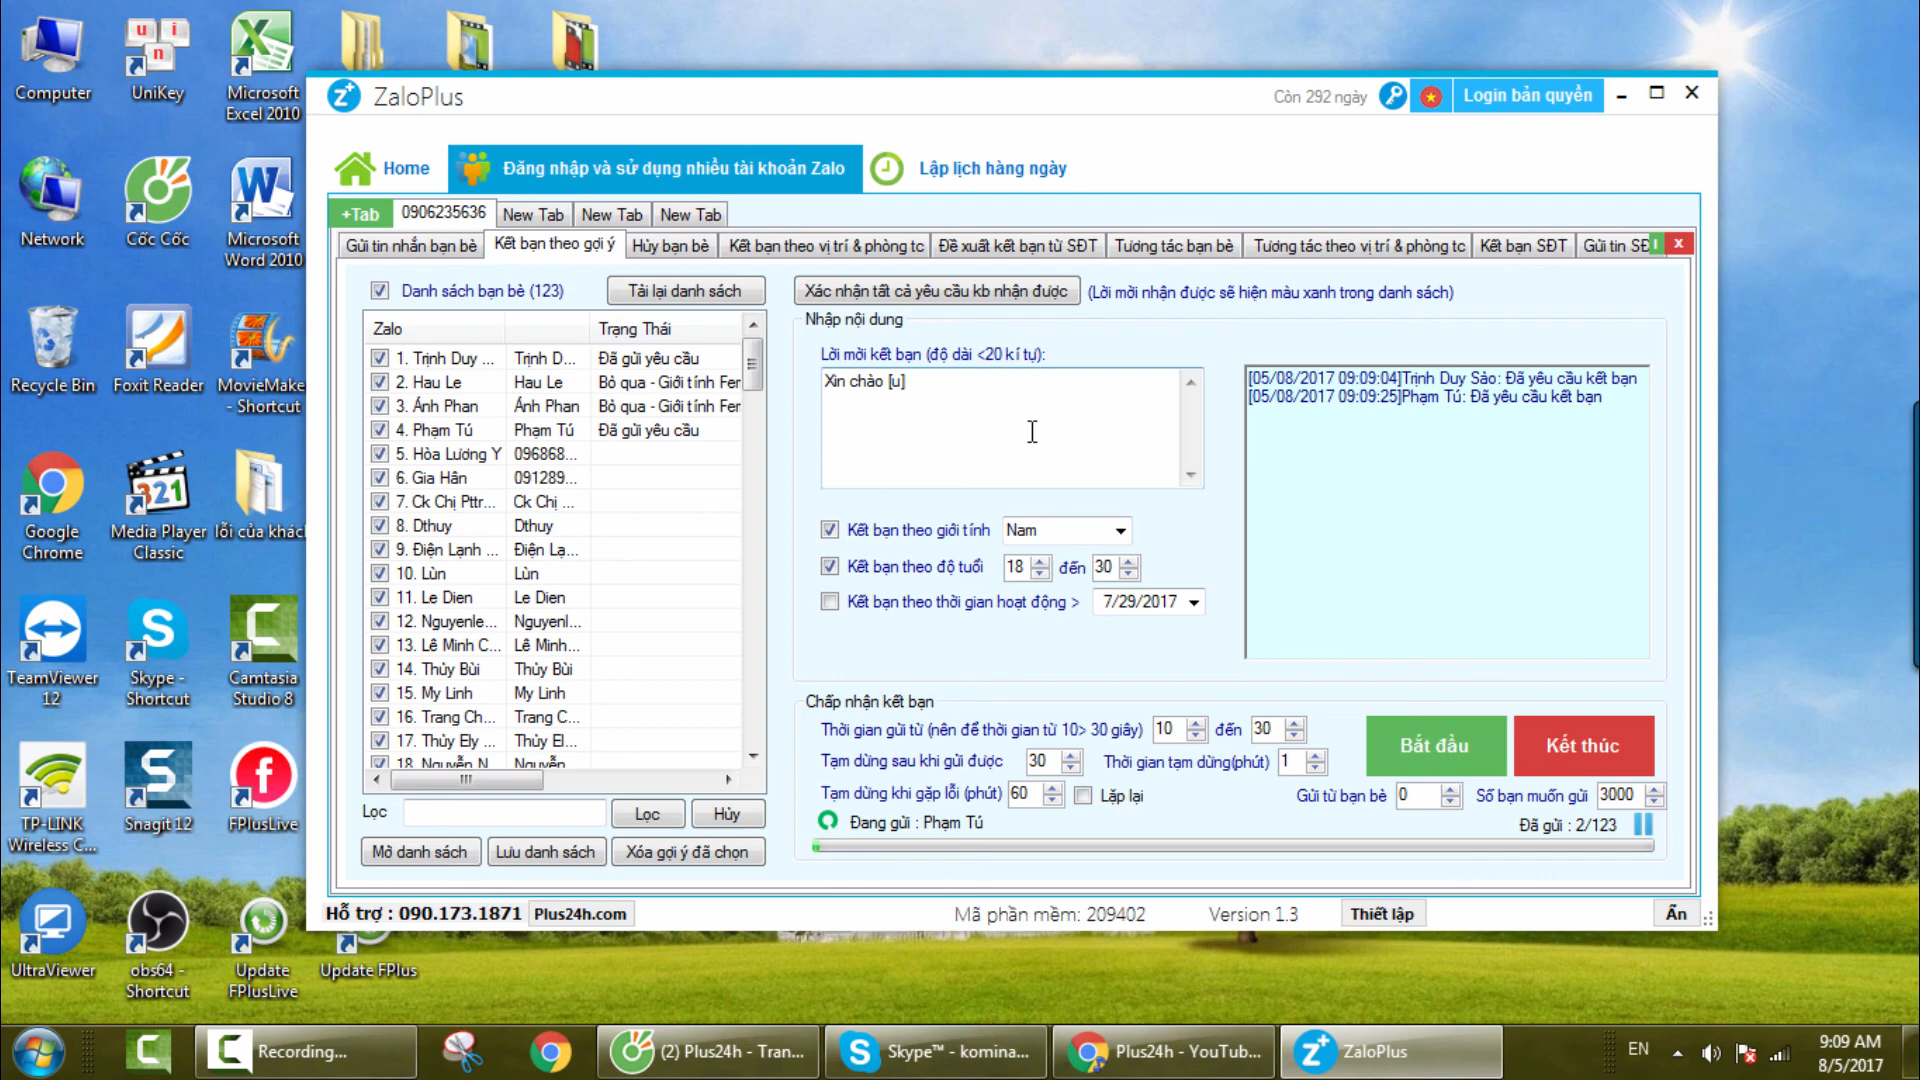 Computer
UniKey
Microsoft Excel 2010
Network
Cốc Cốc
Microsoft Word 2010
Recycle Bin
Foxit Reader
MovieMake - Shortcut
Google Chrome
Media Player Classic
lỗi của khác
TeamViewer 12
Skype - Shortcut
Camtasia Studio 8
TP-LINK Wireless C...
Snagit 12
FPlusLive
UltraViewer
obs64 - Shortcut
Update FPlusLive
Update FPlus
ZaloPlus
Còn 292 ngày
Login bản quyền
Home
Đăng nhập và sử dụng nhiều tài khoản Zalo
Lập lịch hàng ngày
+Tab 0906235636 New Tab New Tab New Tab
Gửi tin nhắn bạn bè Kết bạn theo gợi ý Hủy bạn bè Kết bạn theo vị trí & phòng tc Đề xuất kết bạn từ SĐT Tương tác bạn bè Tương tác theo vị trí & phòng tc Kết bạn SĐT Gửi tin SĐ I x
Danh sách bạn bè (123) Tải lại danh sách
Zalo Trạng Thái
1. Trịnh Duy ... Trịnh D... Đã gửi yêu cầu
2. Hau Le Hau Le Bỏ qua - Giới tính Fer
3. Ánh Phan Ánh Phan Bỏ qua - Giới tính Fer
4. Phạm Tú Phạm Tú Đã gửi yêu cầu
5. Hòa Lương Y 096868...
6. Gia Hân 091289...
7. Ck Chị Pttr... Ck Chị ...
8. Dthuy Dthuy
9. Điện Lạnh ... Điện Lạ...
10. Lùn Lùn
11. Le Dien Le Dien
12. Nguyenle... Nguyenl...
13. Lê Minh C... Lê Minh...
14. Thủy Bùi Thủy Bùi
15. My Linh My Linh
16. Trang Ch... Trang C...
17. Thủy Ely ... Thủy El...
18. Nguyễn N... Nguyễn
Lọc Lọc Hủy
Mở danh sách Lưu danh sách Xóa gợi ý đã chọn
Xác nhận tất cả yêu cầu kb nhận được (Lời mời nhận được sẽ hiện màu xanh trong danh sách)
Nhập nội dung
Lời mời kết bạn (độ dài <20 kí tự):
Xin chào [u]
[05/08/2017 09:09:04]Trịnh Duy Sảo: Đã yêu cầu kết bạn
[05/08/2017 09:09:25]Phạm Tú: Đã yêu cầu kết bạn
Kết bạn theo giới tính Nam
Kết bạn theo độ tuổi 18 đến 30
Kết bạn theo thời gian hoạt động > 7/29/2017
Chấp nhận kết bạn
Thời gian gửi từ (nên để thời gian từ 10> 30 giây) 10 đến 30
Tạm dừng sau khi gửi được 30 Thời gian tạm dừng(phút) 1
Bắt đầu Kết thúc
Tạm dừng khi gặp lỗi (phút) 60 Lặp lại Gửi từ bạn bè 0 Số bạn muốn gửi 3000
Đang gửi : Phạm Tú Đã gửi : 2/123
Hỗ trợ : 090.173.1871 Plus24h.com Mã phần mềm: 209402 Version 1.3 Thiết lập Ẩn
Recording... (2) Plus24h - Tran... Skype™ - komina... Plus24h - YouTub... ZaloPlus EN 9:09 AM
8/5/2017